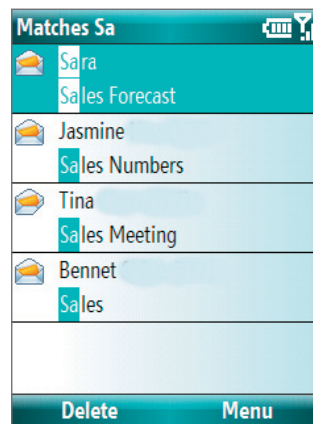 Matches Sa
Sara
Sales Forecast
Jasmine
Sales Numbers
Tina
Sales Meeting
Bennet
Sales
Delete Menu